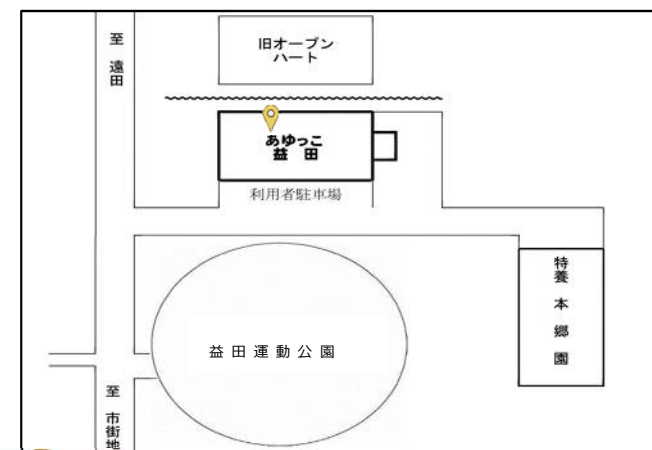 至 遠田
旧オープン
ハート
あゆっこ
益 田
利用者駐車場
特養 本郷園
益田運動公園
至 市街地